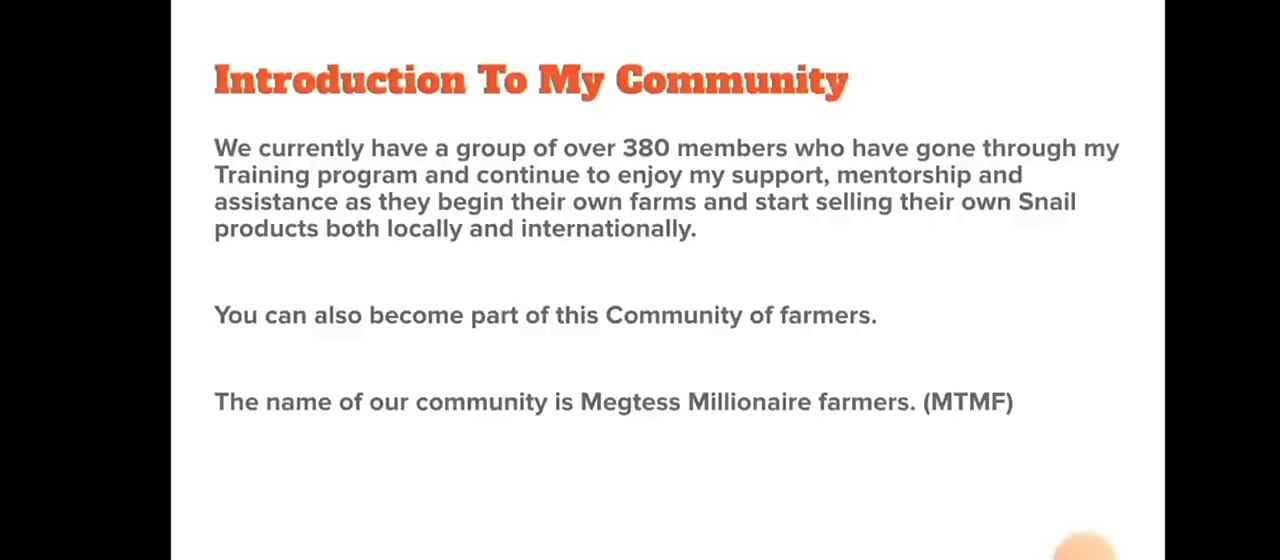 Introduction To My Community
We currently have a group of over 380 members who have gone through my
Training program and continue to enjoy my support, mentorship and
assistance as they begin their own farms and start selling their own Snail
products both locally and internationally.
You can also become part of this Community of farmers.
The name of our community is Megtess Millionaire farmers. (MTMF)